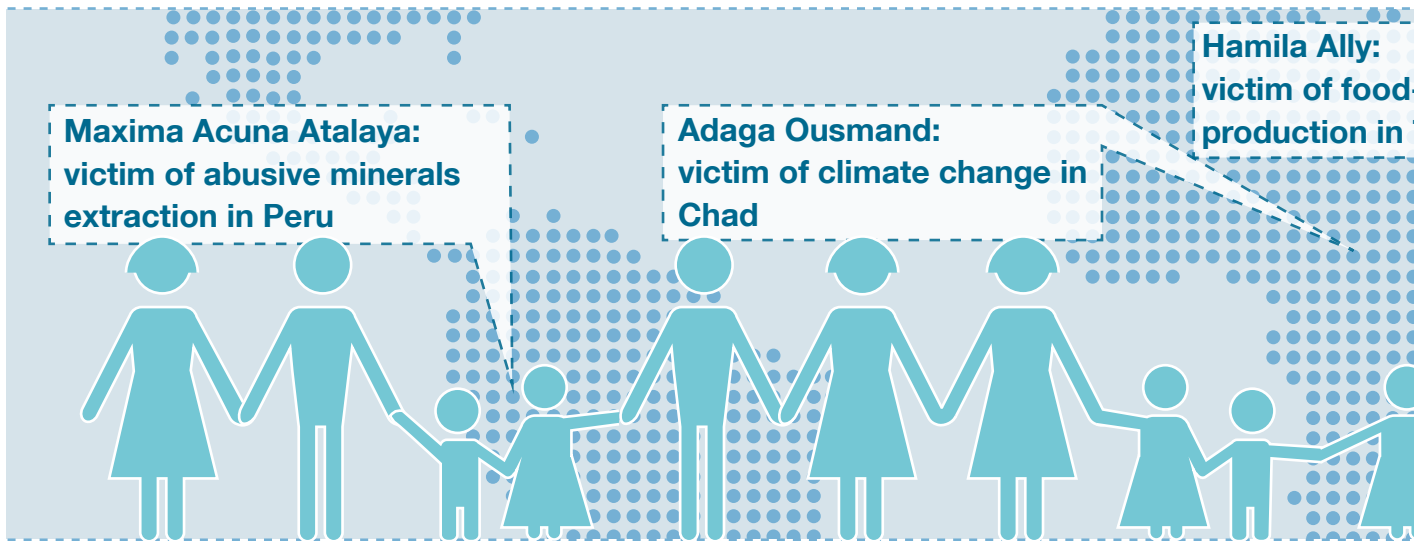 Maxima Acuna Atalaya:
victim of abusive minerals
extraction in Peru
Adaga Ousmand:
victim of climate change in
Chad
Hamila Ally:
victim of food-
production in